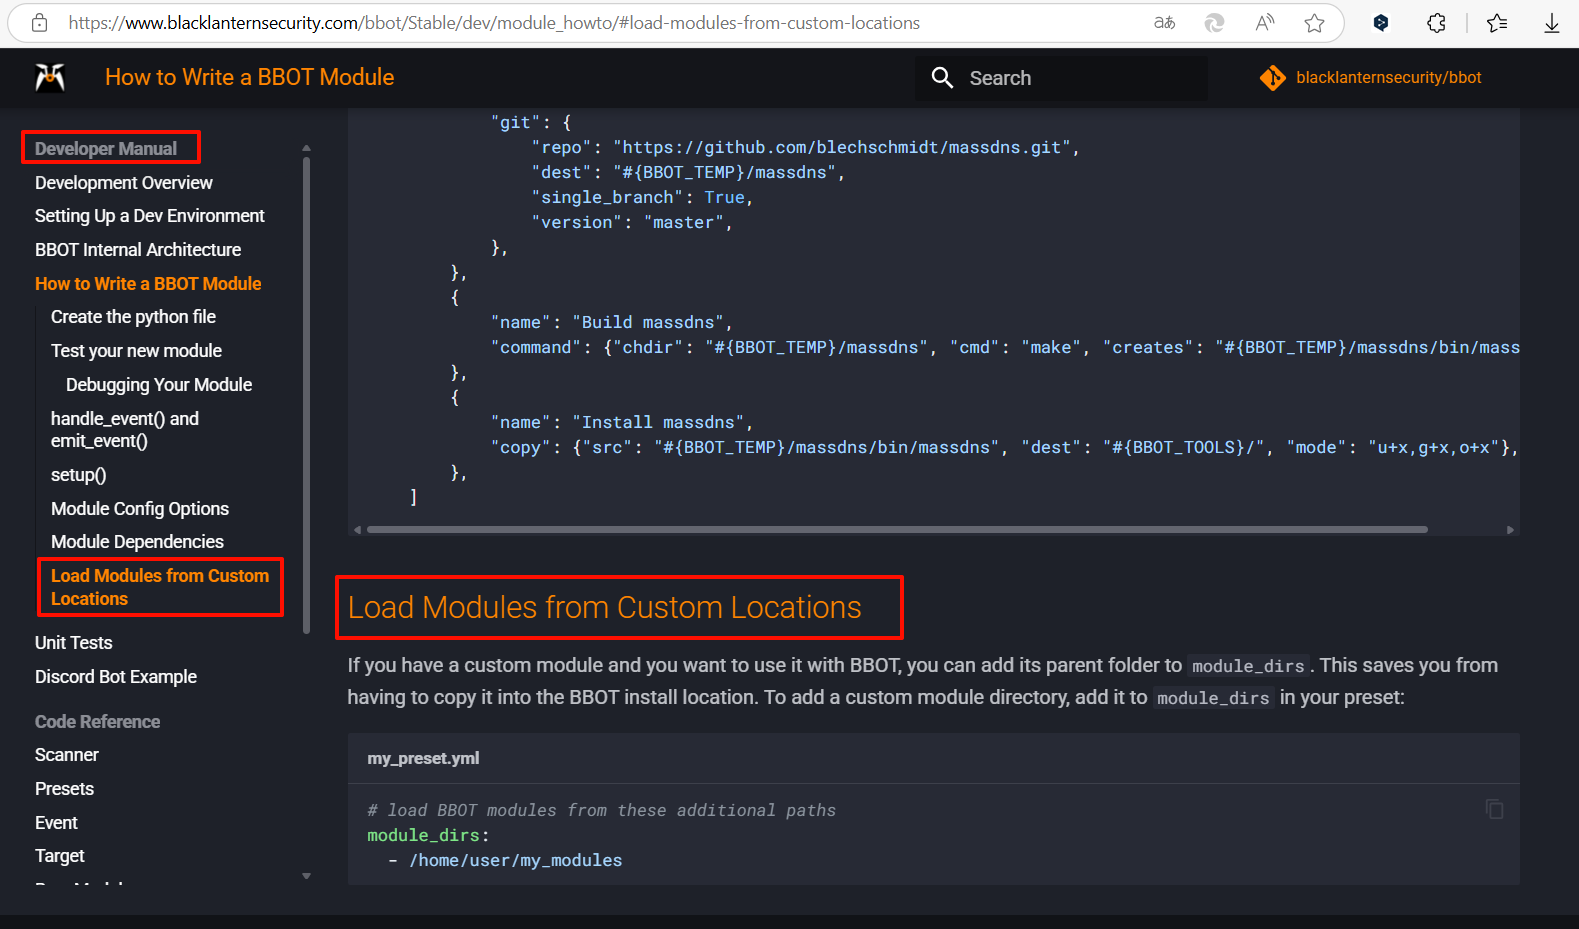 https://www.blacklanternsecurity.com/bbot/Stable/dev/module_howto/#load-modules-from-custom-locations
How to Write a BBOT Module
Search
blacklanternsecurity/bbot
Developer Manual
Development Overview
Setting Up a Dev Environment
BBOT Internal Architecture
How to Write a BBOT Module
Create the python file
Test your new module
Debugging Your Module
handle_event() and
emit_event()
setup()
Module Config Options
Module Dependencies
Load Modules from Custom
Locations
Unit Tests
Discord Bot Example
Code Reference
Scanner
Presets
Event
Target
"git": {
"repo": "https://github.com/blechschmidt/massdns.git",
"dest": "#{BBOT_TEMP}/massdns",
"single_branch": True,
"version": "master",
},
},
{
"name": "Build massdns",
"command": {"chdir": "#{BBOT_TEMP}/massdns", "cmd": "make", "creates": "#{BBOT_TEMP}/massdns/bin/mass
},
{
"name": "Install massdns",
"copy": {"src": "#{BBOT_TEMP}/massdns/bin/massdns", "dest": "#{BBOT_TOOLS}/", "mode": "u+x,g+x,o+x"},
},
]
Load Modules from Custom Locations
If you have a custom module and you want to use it with BBOT, you can add its parent folder to module_dirs. This saves you from
having to copy it into the BBOT install location. To add a custom module directory, add it to module_dirs in your preset:
my_preset.yml
# load BBOT modules from these additional paths
module_dirs:
- /home/user/my_modules